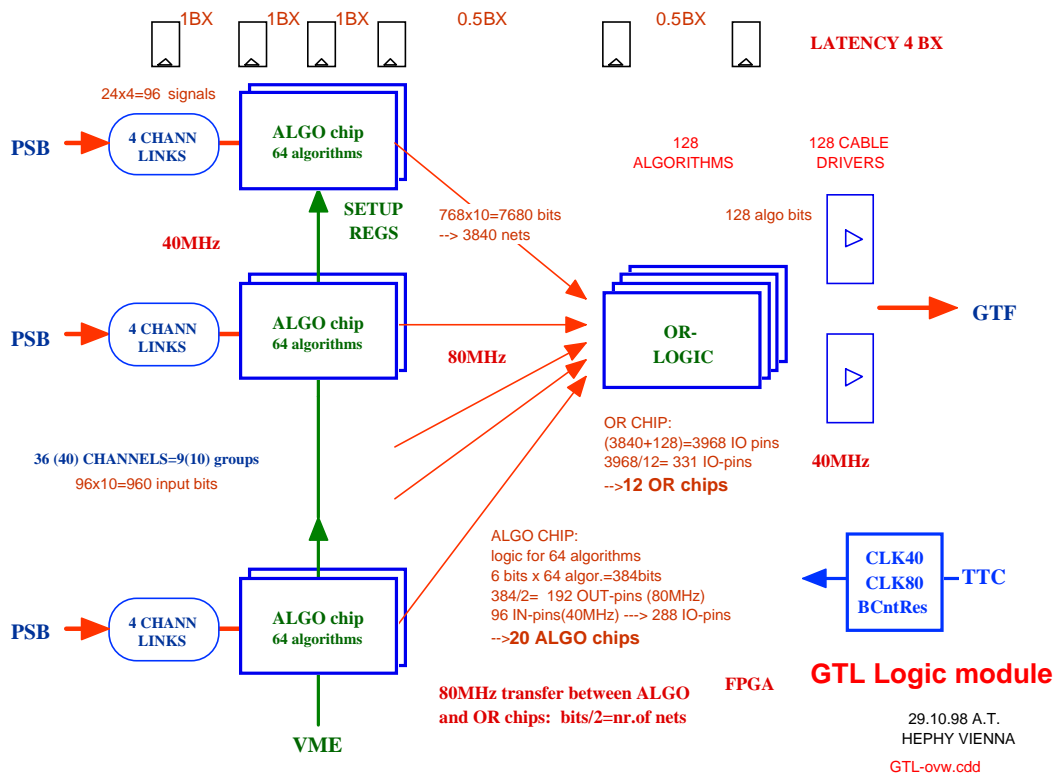 1BX
1BX
1BX
0.5BX
0.5BX
LATENCY 4 BX
24x4=96 signals
PSB
4 CHANN
LINKS
ALGO chip
64 algorithms
128
ALGORITHMS
128 CABLE
DRIVERS
SETUP
REGS
768x10=7680 bits
--> 3840 nets
128 algo bits
40MHz
PSB
4 CHANN
LINKS
ALGO chip
64 algorithms
80MHz
OR-
LOGIC
GTF
OR CHIP:
(3840+128)=3968 IO pins
3968/12= 331 IO-pins
-->12 OR chips
40MHz
36 (40) CHANNELS=9(10) groups
96x10=960 input bits
ALGO CHIP:
logic for 64 algorithms
6 bits x 64 algor.=384bits
384/2= 192 OUT-pins (80MHz)
96 IN-pins(40MHz) ---> 288 IO-pins
-->20 ALGO chips
CLK40
CLK80
BCntRes
TTC
PSB
4 CHANN
LINKS
ALGO chip
64 algorithms
80MHz transfer between ALGO
and OR chips: bits/2=nr.of nets
FPGA
GTL Logic module
VME
29.10.98 A.T.
HEPHY VIENNA
GTL-ovw.cdd